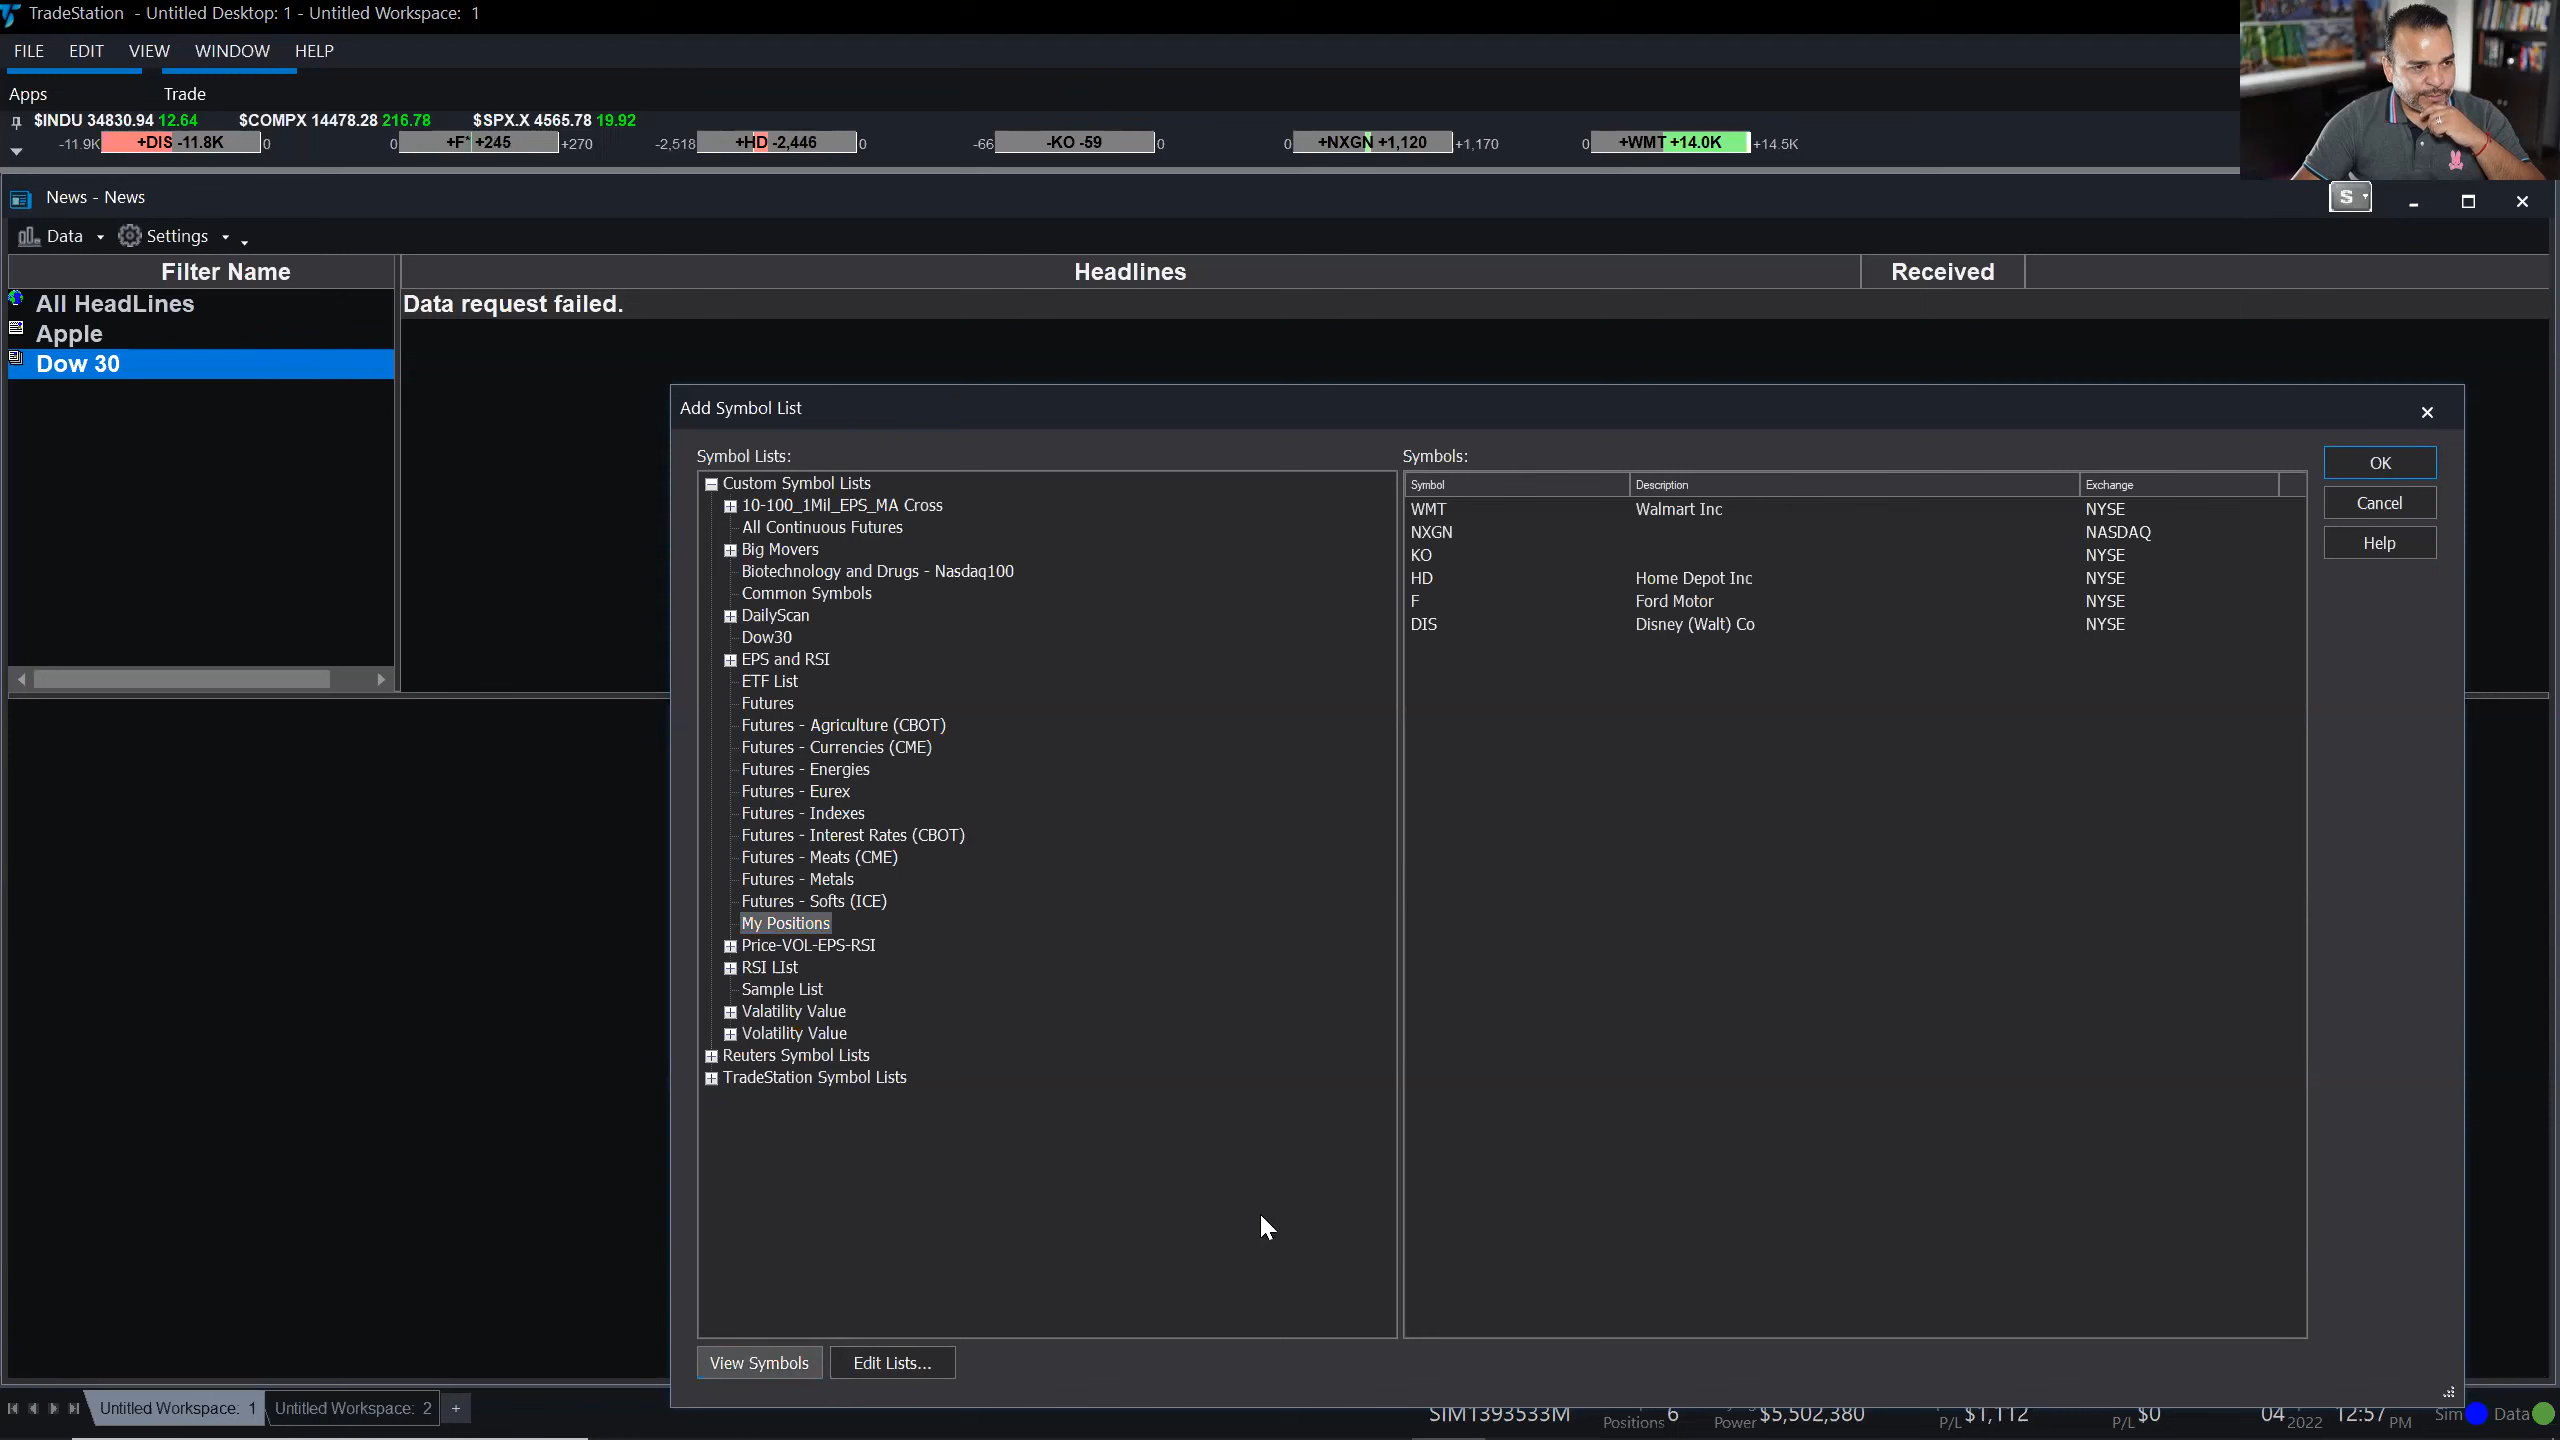 TradeStation - Untitled Desktop: 1 - Untitled Workspace: 1
FILE EDIT VIEW WINDOW HELP
Apps Trade
$INDU 34830.94 12.64 $COMPX 14478.28 216.78 $SPX.X 4565.78 19.92
-11.9K +DIS -11.8K 0 0 +F* +245 +270 -2,518 +HD -2,446 0 -66 -KO -59 0 0 +NXGN +1,120 +1,170 0 +WMT +14.0K +14.5K
News - News S
Data Settings
Filter Name Headlines Received
All HeadLines Data request failed.
Apple
Dow 30
Add Symbol List
Symbol Lists: Symbols:
OK
Cancel
Help
Custom Symbol Lists
10-100_1Mil_EPS_MA Cross
All Continuous Futures
Big Movers
Biotechnology and Drugs - Nasdaq100
Common Symbols
DailyScan
Dow30
EPS and RSI
ETF List
Futures
Futures - Agriculture (CBOT)
Futures - Currencies (CME)
Futures - Energies
Futures - Eurex
Futures - Indexes
Futures - Interest Rates (CBOT)
Futures - Meats (CME)
Futures - Metals
Futures - Softs (ICE)
My Positions
Price-VOL-EPS-RSI
RSI LIst
Sample List
Valatility Value
Volatility Value
Reuters Symbol Lists
TradeStation Symbol Lists
Symbol Description Exchange
WMT Walmart Inc NYSE
NXGN NASDAQ
KO NYSE
HD Home Depot Inc NYSE
F Ford Motor NYSE
DIS Disney (Walt) Co NYSE
View Symbols Edit Lists...
Untitled Workspace: 1 Untitled Workspace: 2 +
SIM1393533M Positions 6 Power $5,502,380 P/L $1,112 P/L $0 04 2022 12:57 PM Sim Data